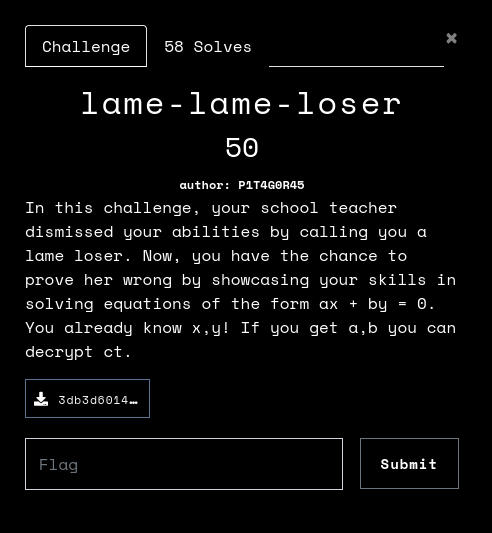 Challenge 58 Solves ×
lame-lame-loser
50
author: P1T4G0R45
In this challenge, your school teacher
dismissed your abilities by calling you a
lame loser. Now, you have the chance to
prove her wrong by showcasing your skills in
solving equations of the form ax + by = 0.
You already know x,y! If you get a,b you can
decrypt ct.
3db3d6014…
Flag Submit